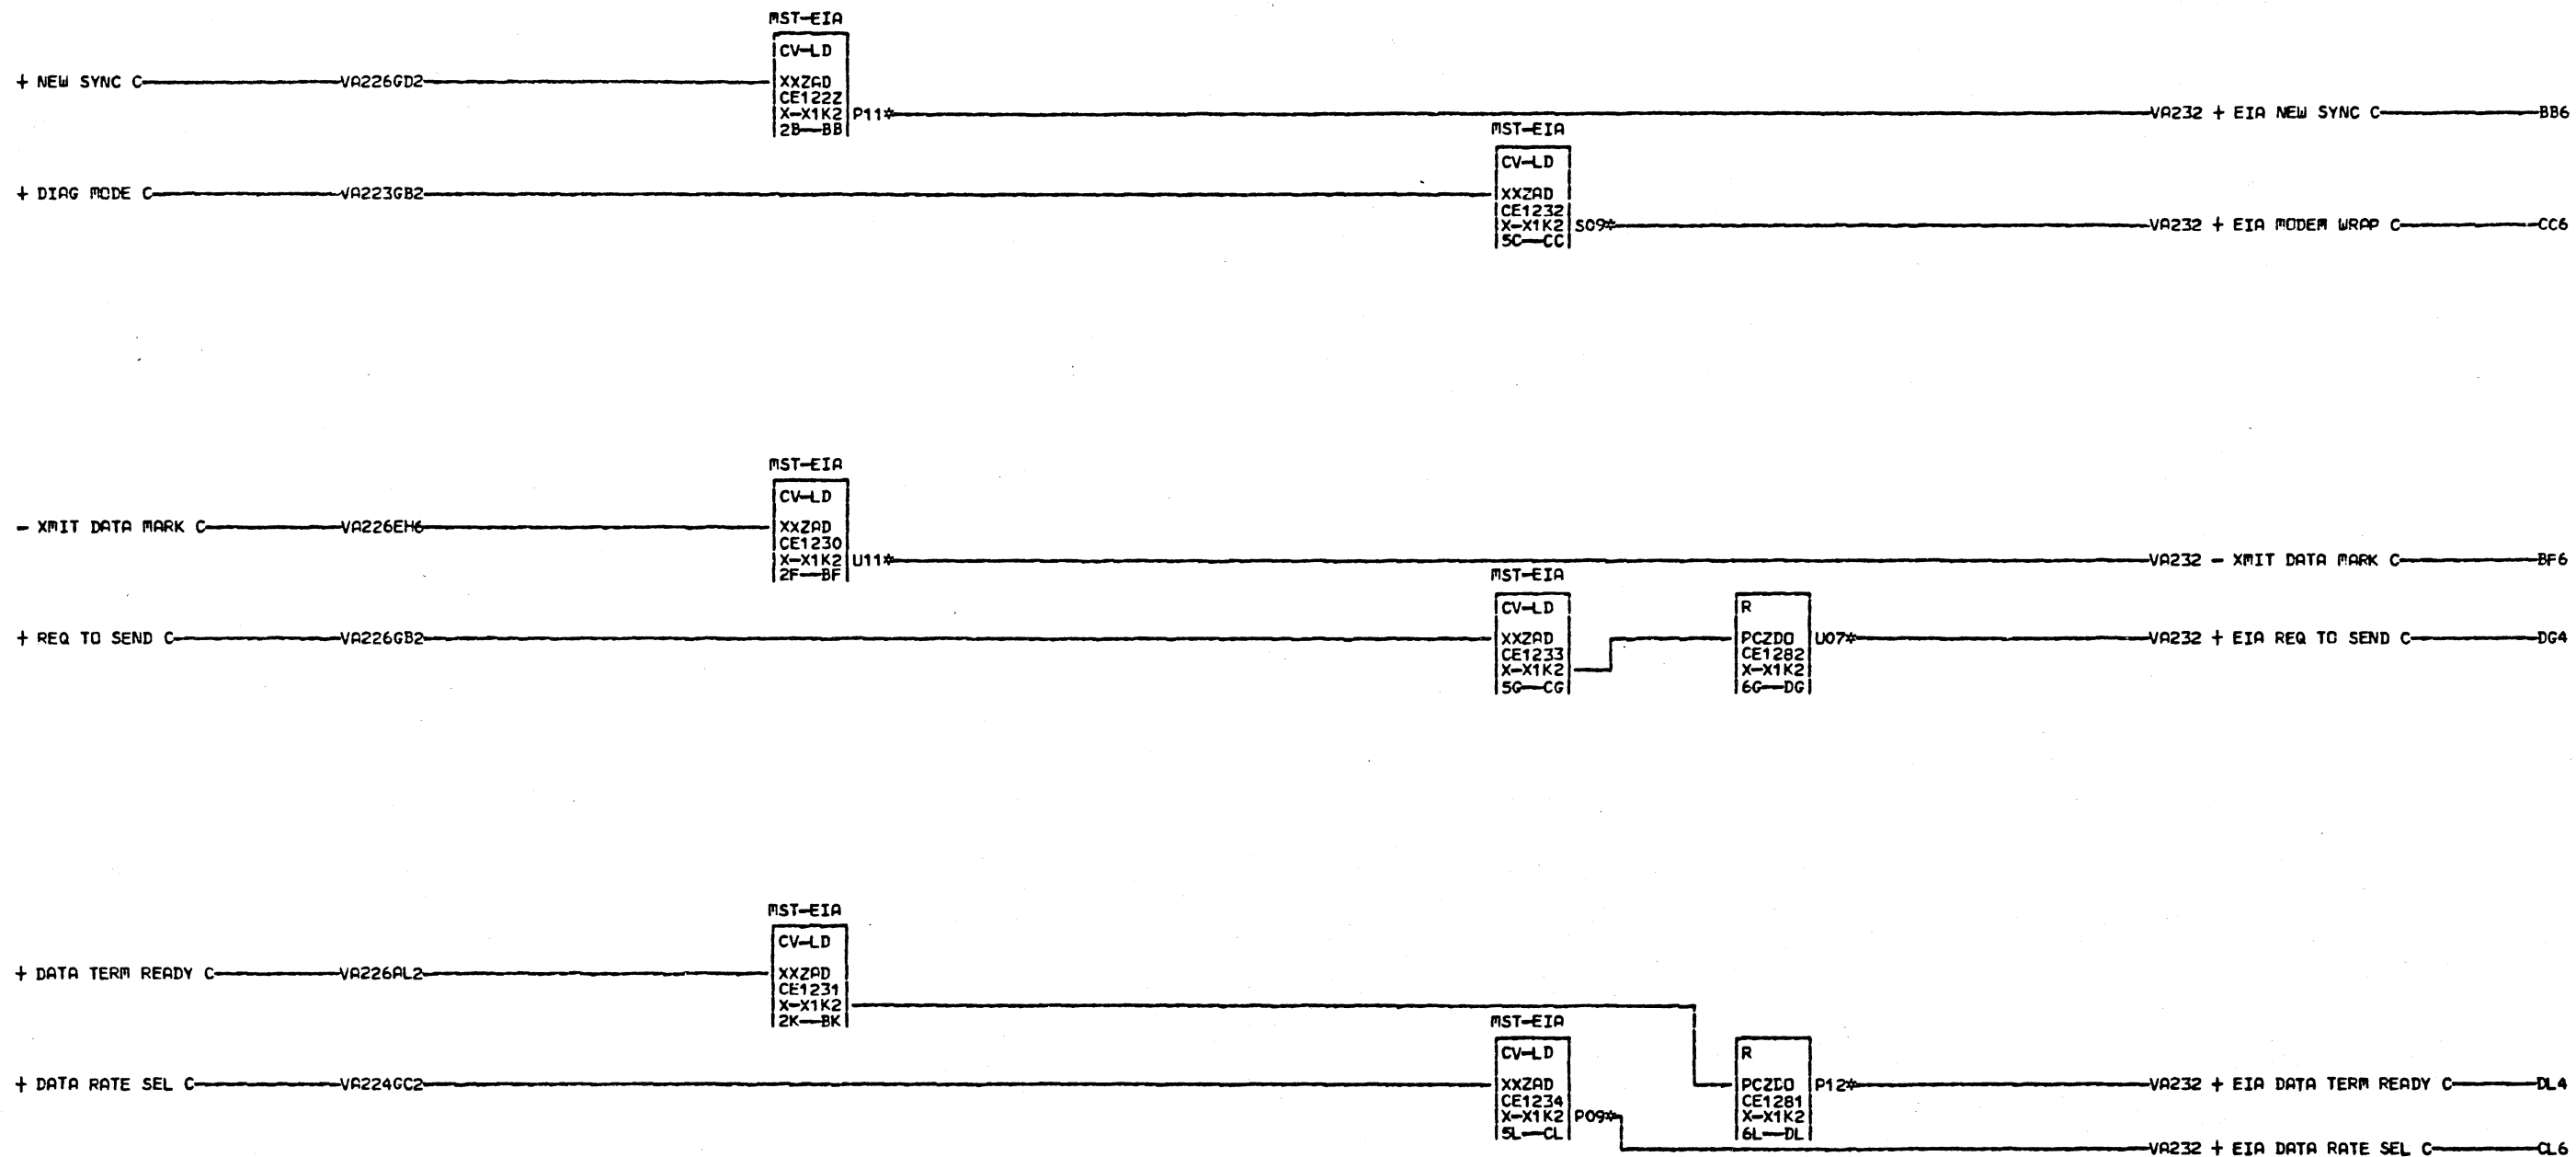 MST-EIA
CV-LD
+ NEW SYNC C VA226GD2 XXZAD
CE122Z
X-X1K2 P11* VA232 + EIA NEW SYNC C BB6
2B-BB
MST-EIA
CV-LD
+ DIAG MODE C VA223GB2 XXZAD
CE1232
X-X1K2 S09* VA232 + EIA MODEM WRAP C CC6
5C-CC
MST-EIA
CV-LD
- XMIT DATA MARK C VA226EH6 XXZAD
CE1230
X-X1K2 U11* VA232 - XMIT DATA MARK C BF6
2F-BF
MST-EIA
CV-LD R
+ REQ TO SEND C VA226GB2 XXZAD PCZDO U07* VA232 + EIA REQ TO SEND C DG4
CE1233 CE1282
X-X1K2 X-X1K2
5G-CG 6G-DG
MST-EIA
CV-LD
+ DATA TERM READY C VA226AL2 XXZAD
CE1231
X-X1K2
2K-BK
MST-EIA
CV-LD R
+ DATA RATE SEL C VA224GC2 XXZAD PCZDO P12* VA232 + EIA DATA TERM READY C DL4
CE1234 CE1281
X-X1K2 P09* X-X1K2
5L-CL 6L-DL
VA232 + EIA DATA RATE SEL C CL6